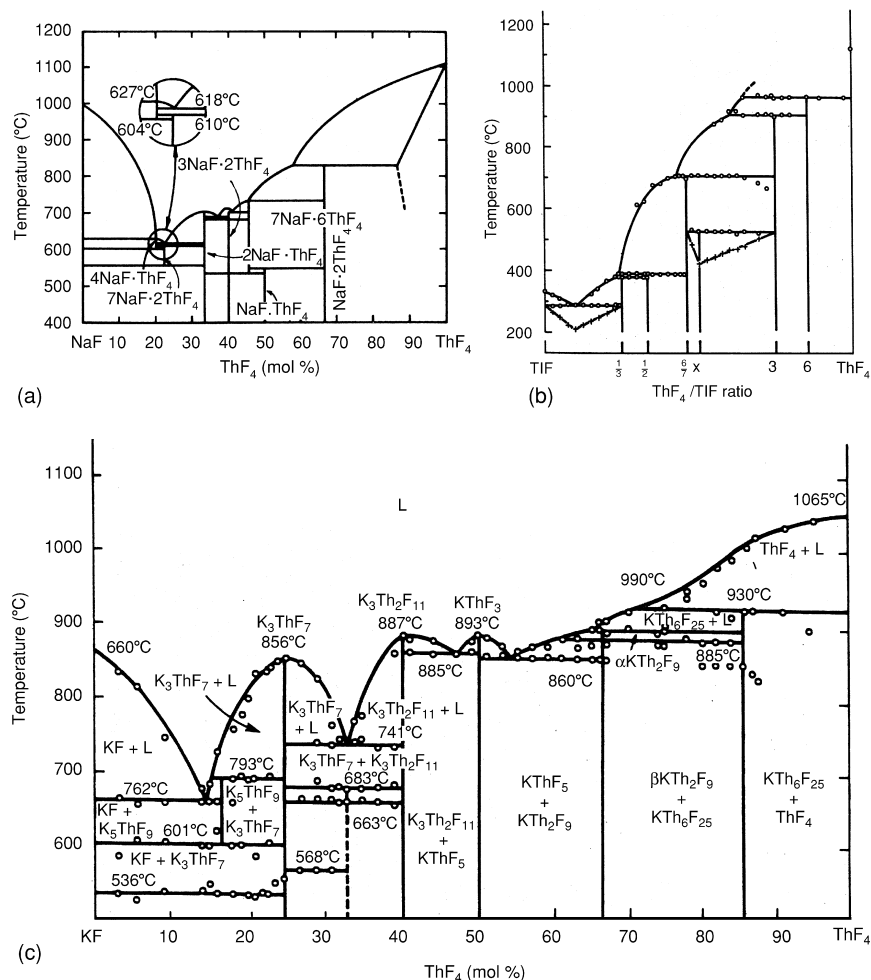 1200
1100
1000
900
800
700
600
500
400
Temperature (°C)
627°C
618°C
604°C
610°C
3NaF·2ThF4
7NaF·6ThF4
2NaF·ThF4
4NaF·ThF4
7NaF·2ThF4
NaF.ThF4
NaF·2ThF4
NaF 10 20 30 40 50 60 70 80 90 ThF4
ThF4 (mol %)
(a)
1200
1000
900
700
600
400
200
Temperature (°C)
TIF 1/3 1/2 6/7 x 3 6 ThF4
ThF4 /TIF ratio
(b)
1100
1000
900
800
700
600
Temperature (°C)
L
1065°C
ThF4 + L
990°C
930°C
K3Th2F11
887°C
KThF3
893°C
K3ThF7
856°C
KTh6F25 + L
660°C
885°C
885°C
αKTh2F9
860°C
K3ThF7 + L
K3ThF7
+ L
K3Th2F11 + L
741°C
KF + L
K3ThF7 + K3Th2F11
793°C
683°C
762°C
K5ThF9
+
K3ThF7
KF +
K5ThF9
601°C
663°C
K3Th2F11
+
KThF5
KThF5
+
KTh2F9
βKTh2F9
+
KTh6F25
KTh6F25
+
ThF4
KF + K3ThF7
568°C
536°C
KF 10 20 30 40 50 60 70 80 90 ThF4
ThF4 (mol %)
(c)